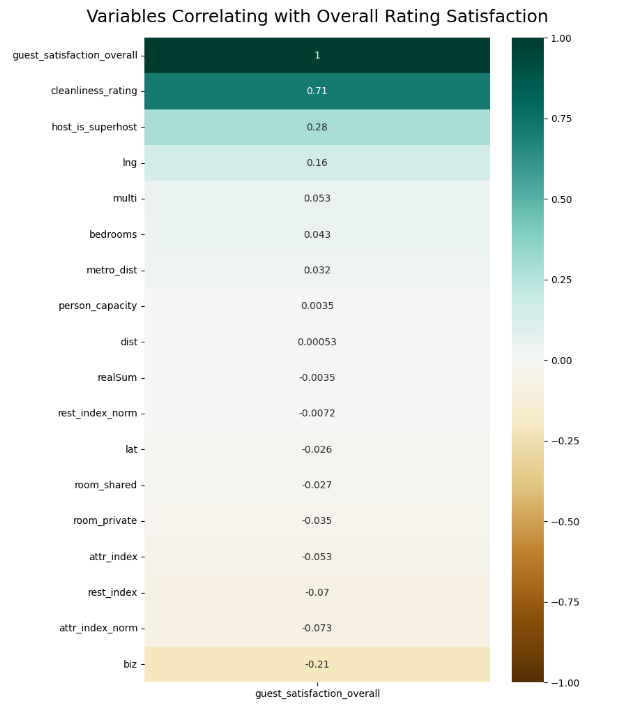 Variables Correlating with Overall Rating Satisfaction
guest_satisfaction_overall 1
cleanliness_rating 0.71
host_is_superhost 0.28
lng 0.16
multi 0.053
bedrooms 0.043
metro_dist 0.032
person_capacity 0.0035
dist 0.00053
realSum -0.0035
rest_index_norm -0.0072
lat -0.026
room_shared -0.027
room_private -0.035
attr_index -0.053
rest_index -0.07
attr_index_norm -0.073
biz -0.21
guest_satisfaction_overall
1.00
0.75
0.50
0.25
0.00
−0.25
−0.50
−0.75
−1.00